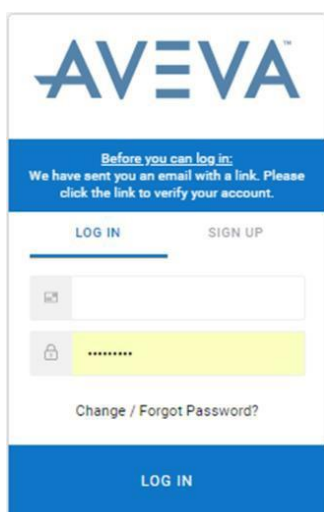 AVEVA™
Before you can log in:
We have sent you an email with a link. Please
click the link to verify your account.
LOG IN SIGN UP
•••••••••
Change / Forgot Password?
LOG IN